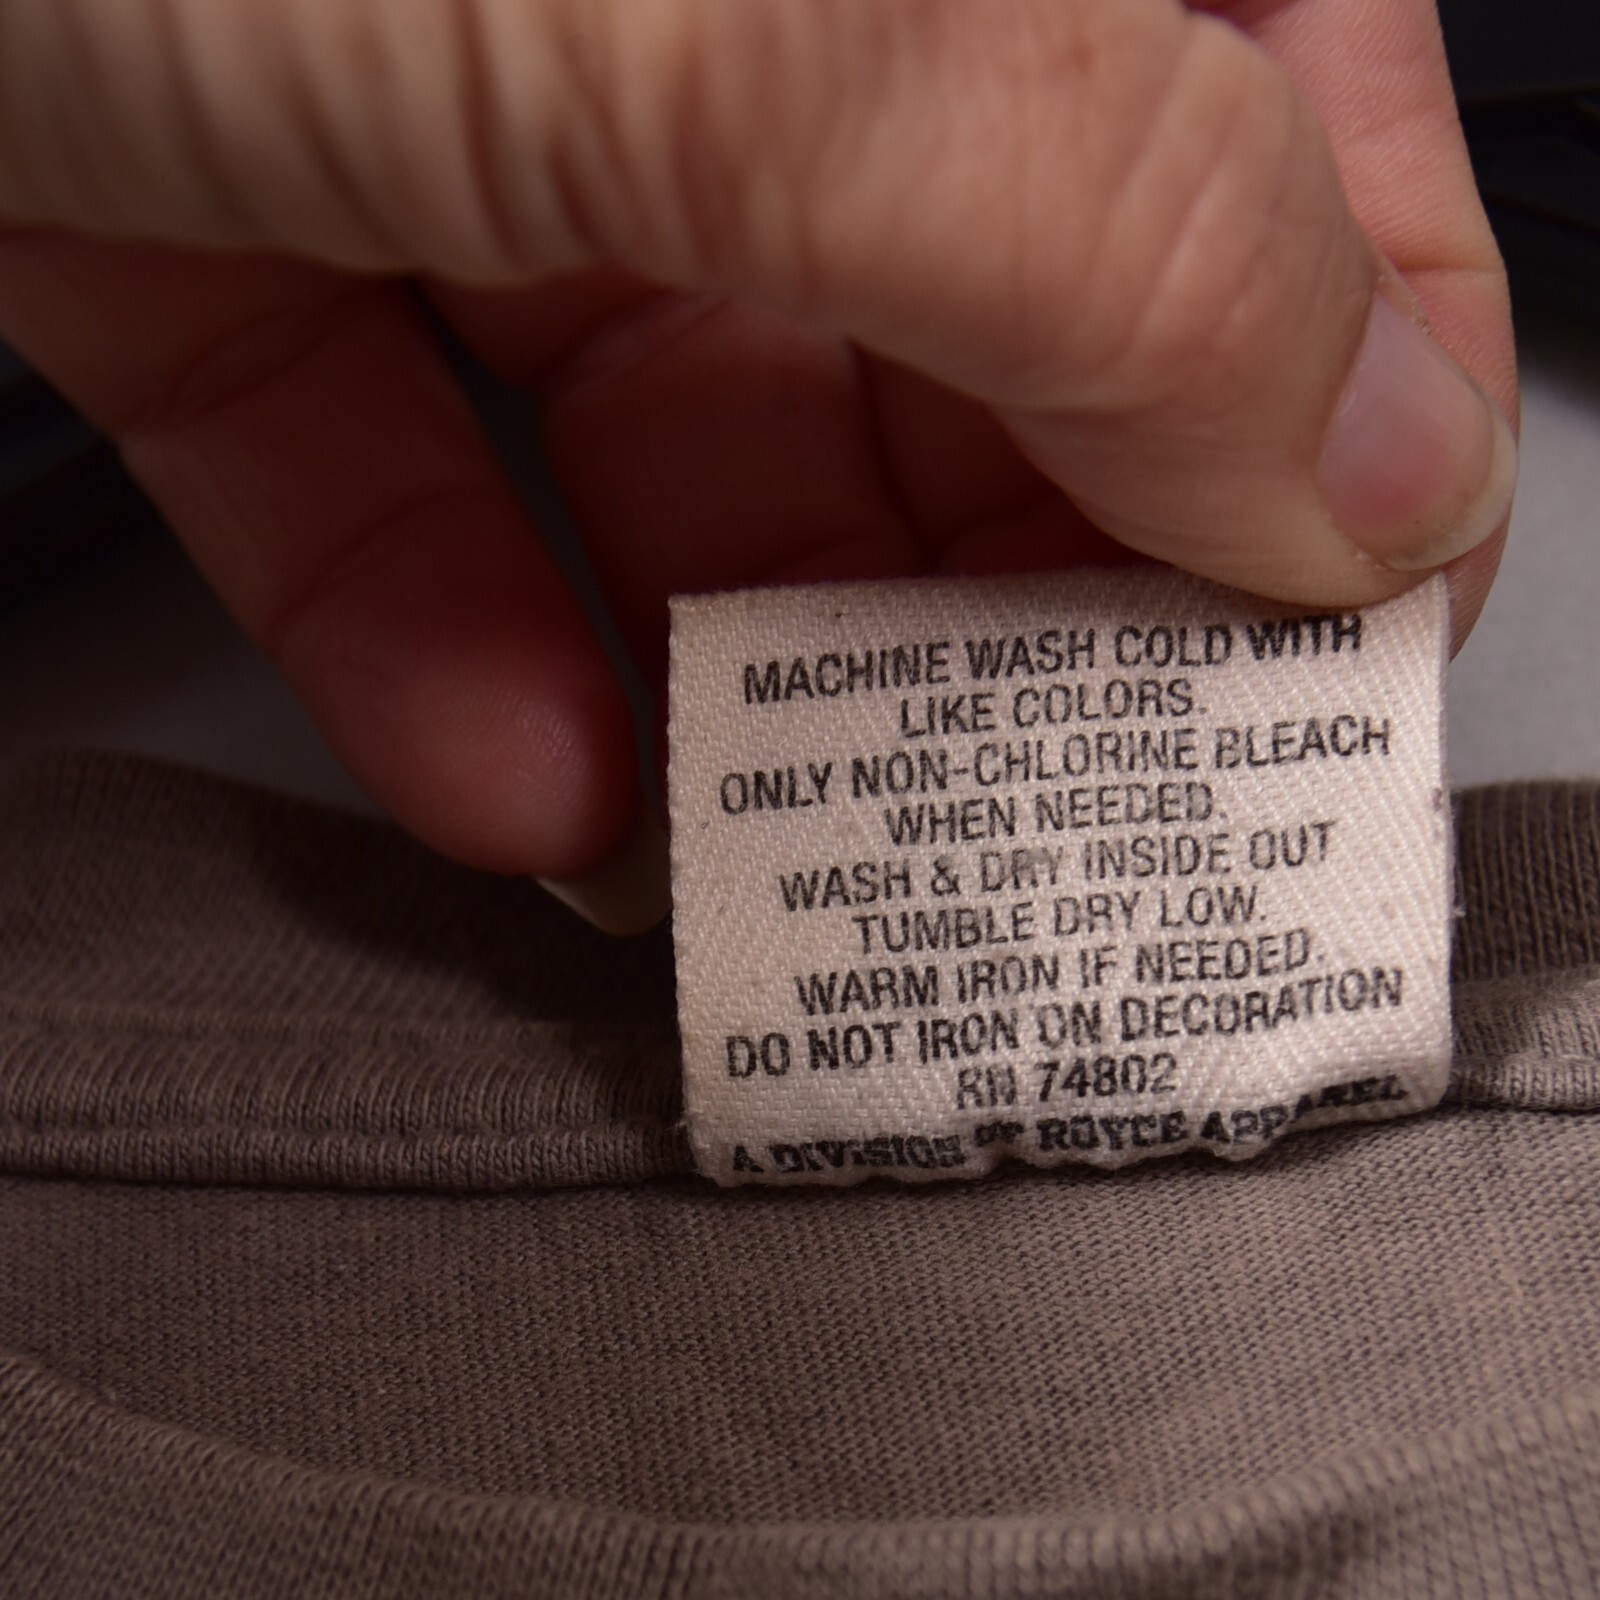 MACHINE WASH COLD WITH
LIKE COLORS.
ONLY NON-CHLORINE BLEACH
WHEN NEEDED.
WASH & DRY INSIDE OUT
TUMBLE DRY LOW.
WARM IRON IF NEEDED.
DO NOT IRON ON DECORATION
RN 74802
A DIVISION OF ROYCE APPAREL